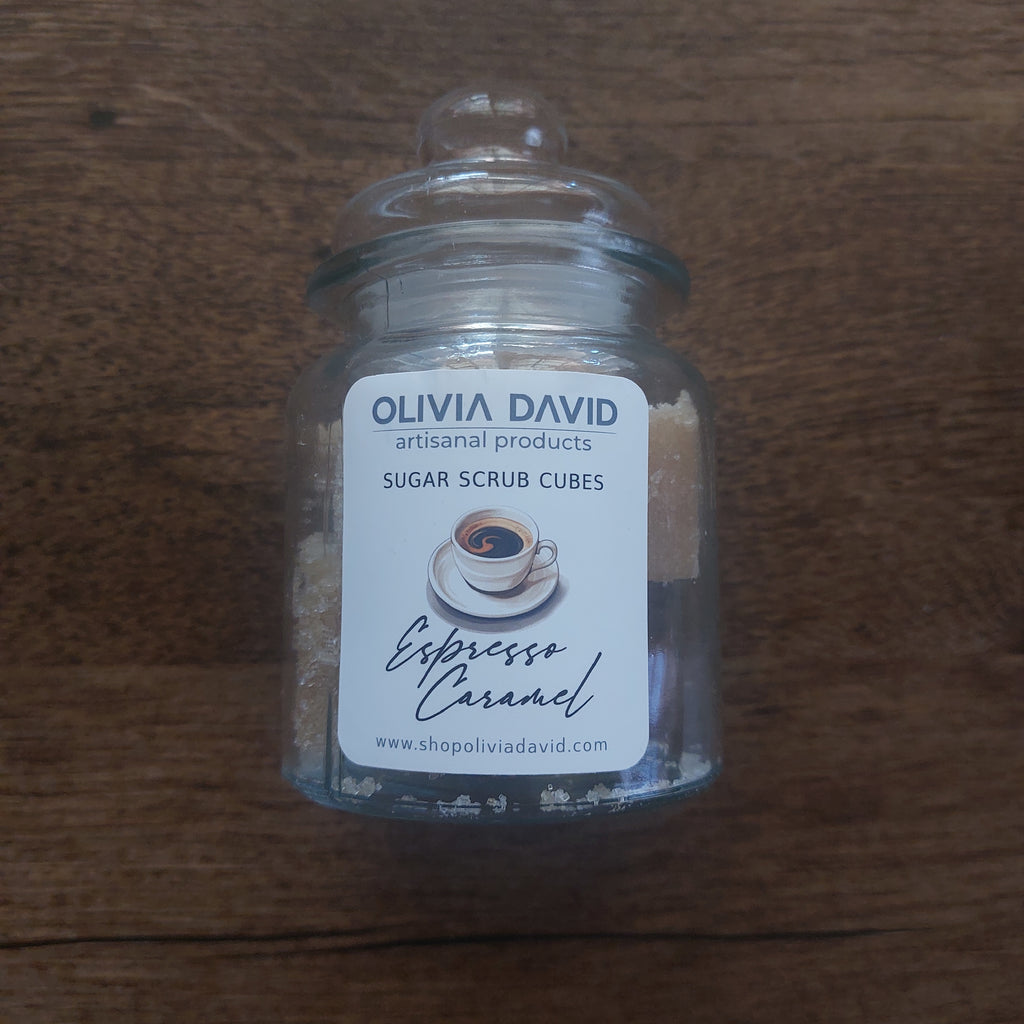 OLIVIA DAVID
artisanal products
SUGAR SCRUB CUBES
Espresso
Caramel
www.shopoliviadavid.com